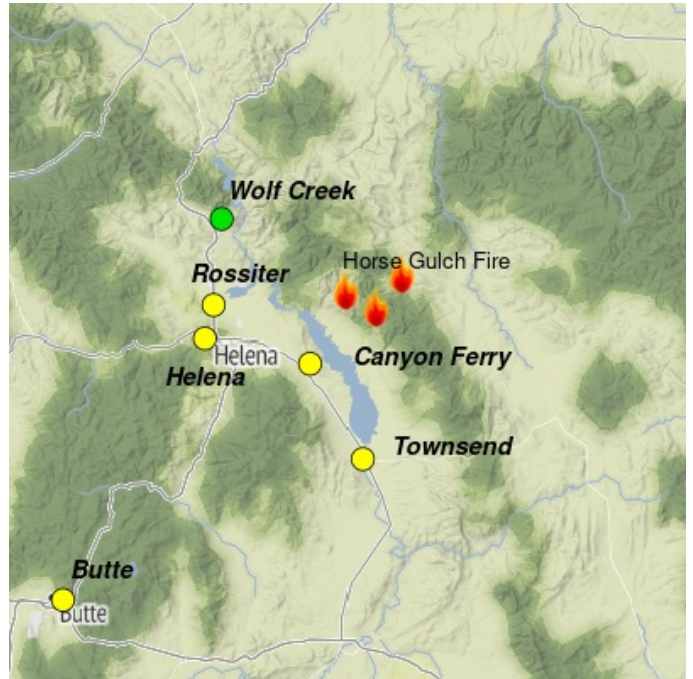 Wolf Creek
Horse Gulch Fire
Rossiter
Helena
Canyon Ferry
Helena
Townsend
Butte
Butte